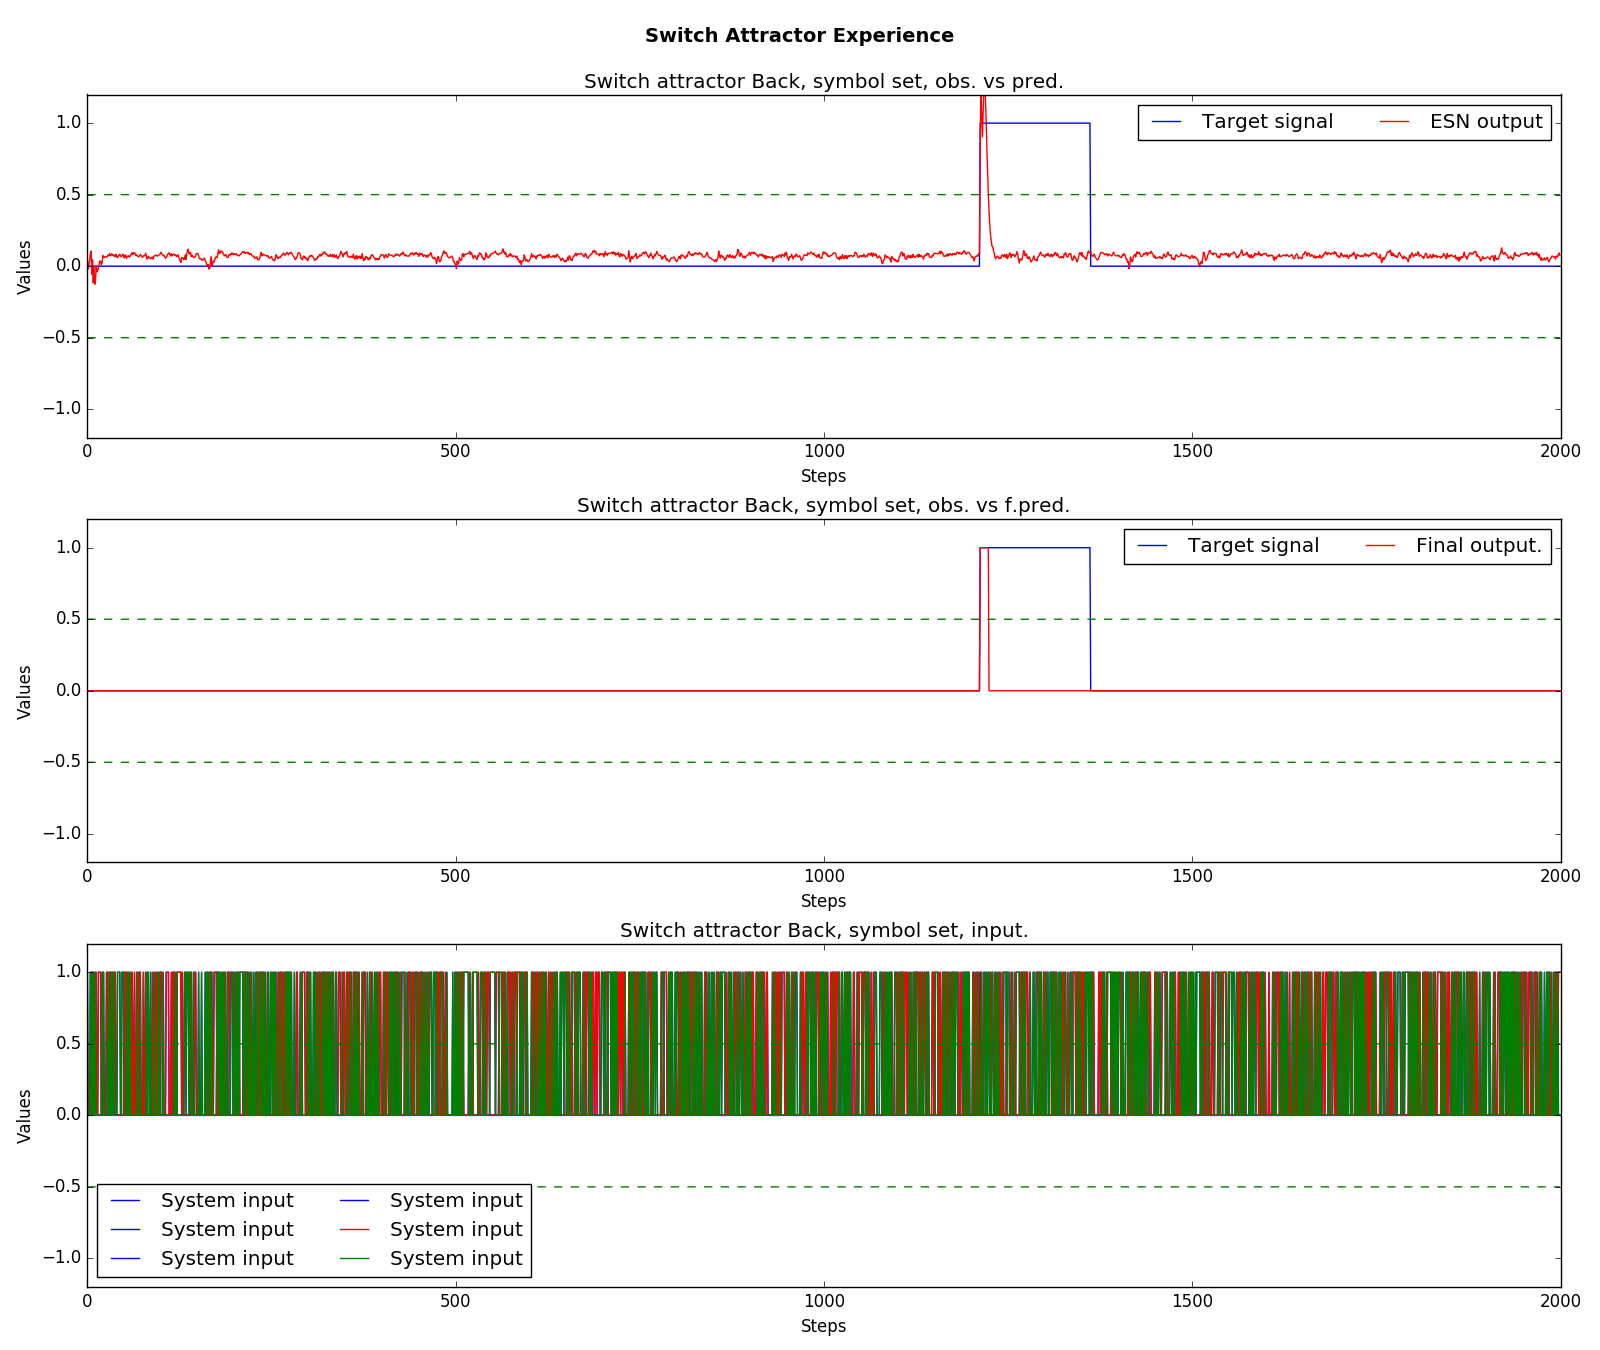 Switch Attractor Experience
Switch attractor Back, symbol set, obs. vs pred.
Target signal ESN output
1.0
0.5
0.0
−0.5
−1.0
Values
0 500 1000 1500 2000
Steps
Switch attractor Back, symbol set, obs. vs f.pred.
Target signal Final output.
1.0
0.5
0.0
−0.5
−1.0
Values
0 500 1000 1500 2000
Steps
Switch attractor Back, symbol set, input.
1.0
0.5
0.0
−0.5
−1.0
Values
System input System input
System input System input
System input System input
0 500 1000 1500 2000
Steps